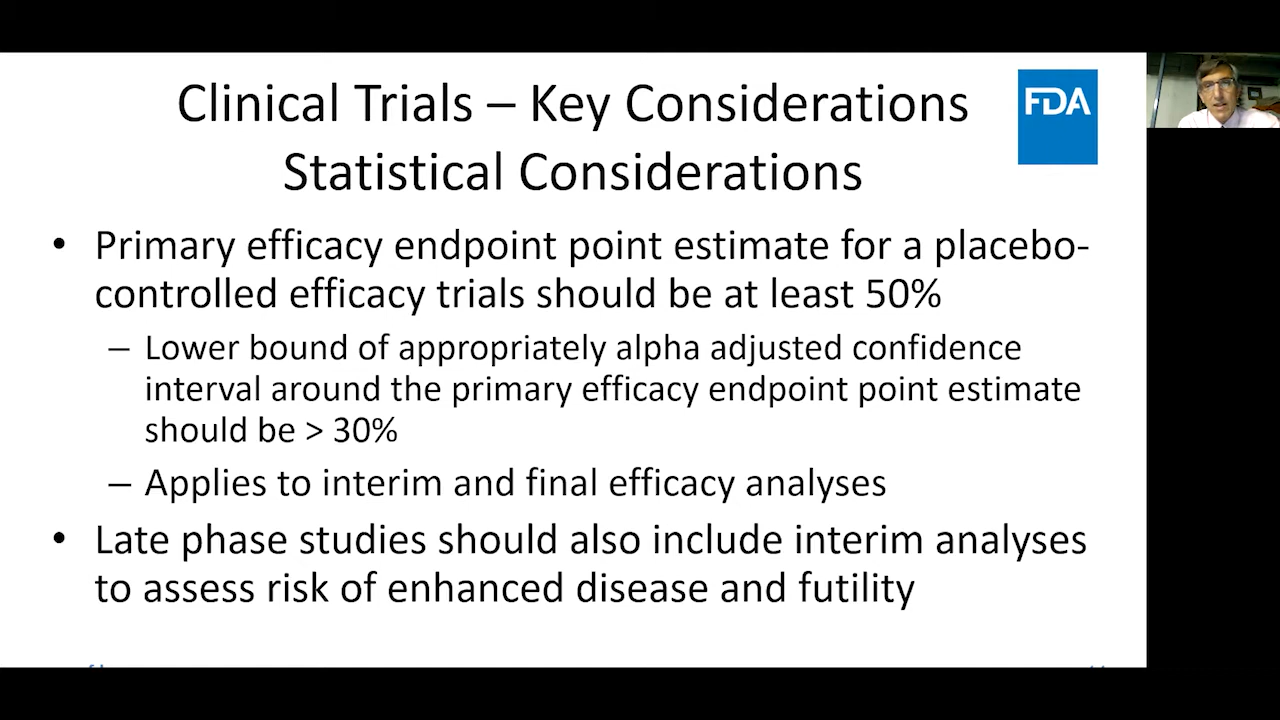 Clinical Trials – Key Considerations
Statistical Considerations
FDA
• Primary efficacy endpoint point estimate for a placebo-
controlled efficacy trials should be at least 50%
– Lower bound of appropriately alpha adjusted confidence
interval around the primary efficacy endpoint point estimate
should be > 30%
– Applies to interim and final efficacy analyses
• Late phase studies should also include interim analyses
to assess risk of enhanced disease and futility